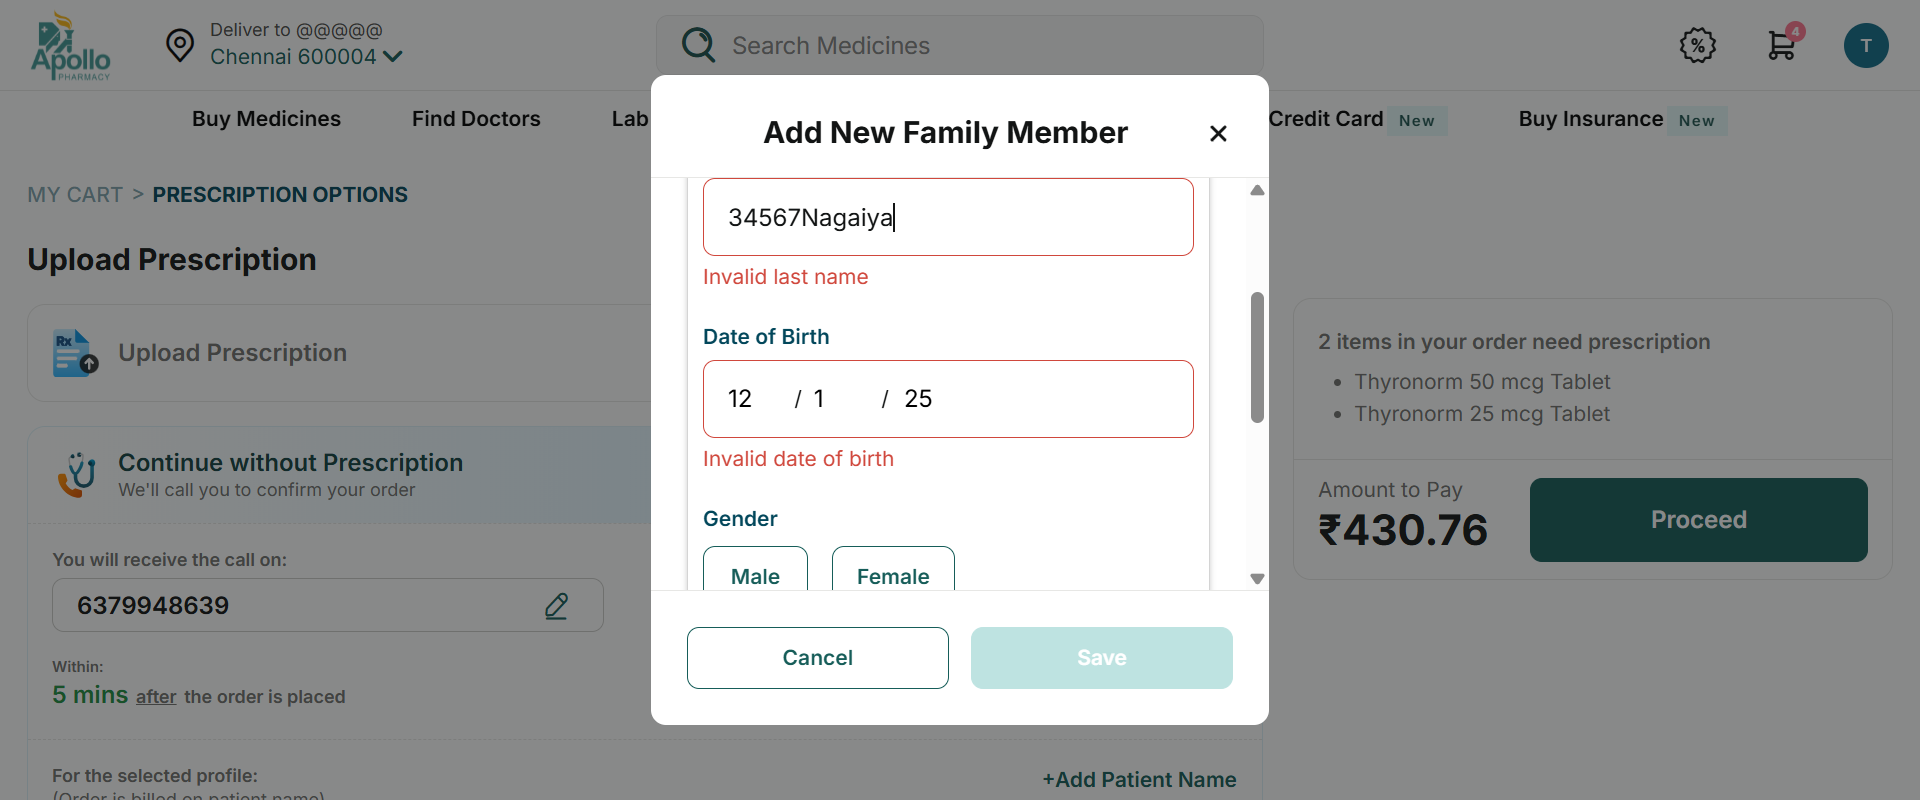 Apollo
PHARMACY
Deliver to @@@@@
Chennai 600004
Search Medicines
%
4
T
Buy Medicines
Find Doctors
Lab
Credit Card
New
Buy Insurance
New
MY CART > PRESCRIPTION OPTIONS
Upload Prescription
Rx
Upload Prescription
Continue without Prescription
We'll call you to confirm your order
You will receive the call on:
6379948639
Within:
5 mins after the order is placed
For the selected profile:
(Order is billed on patient name)
+Add Patient Name
Add New Family Member
34567Nagaiya
Invalid last name
Date of Birth
12 / 1 / 25
Invalid date of birth
Gender
Male
Female
Cancel
Save
2 items in your order need prescription
• Thyronorm 50 mcg Tablet
• Thyronorm 25 mcg Tablet
Amount to Pay
₹430.76
Proceed